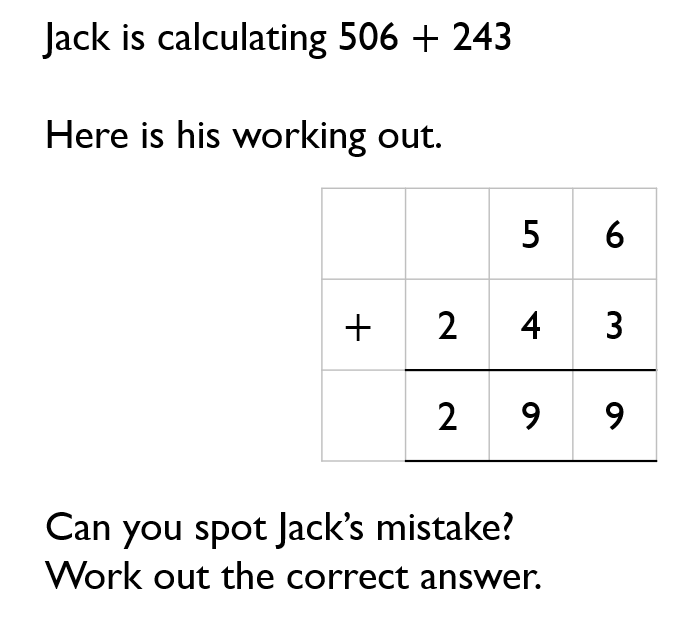 Jack is calculating 506 + 243
Here is his working out.
5 6
+ 2 4 3
2 9 9
Can you spot Jack's mistake?
Work out the correct answer.